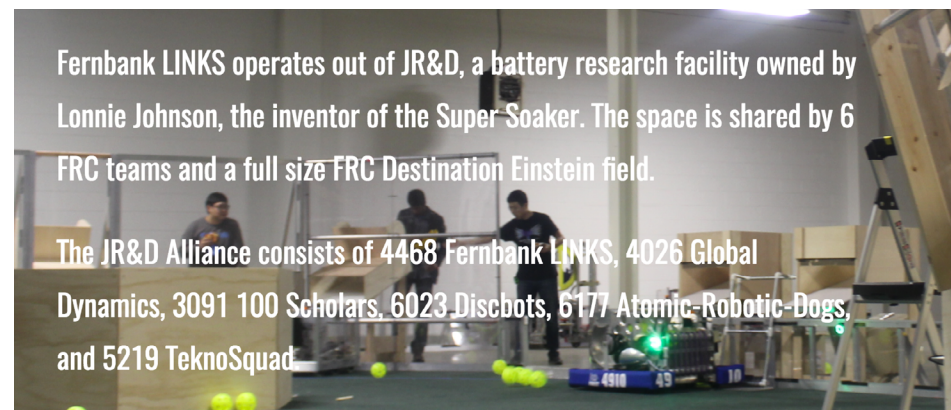 Fernbank LINKS operates out of JR&D, a battery research facility owned by
Lonnie Johnson, the inventor of the Super Soaker. The space is shared by 6
FRC teams and a full size FRC Destination Einstein field.
The JR&D Alliance consists of 4468 Fernbank LINKS, 4026 Global
Dynamics, 3091 100 Scholars, 6023 Discbots, 6177 Atomic-Robotic-Dogs,
and 5219 TeknoSquad.
4910 49 10